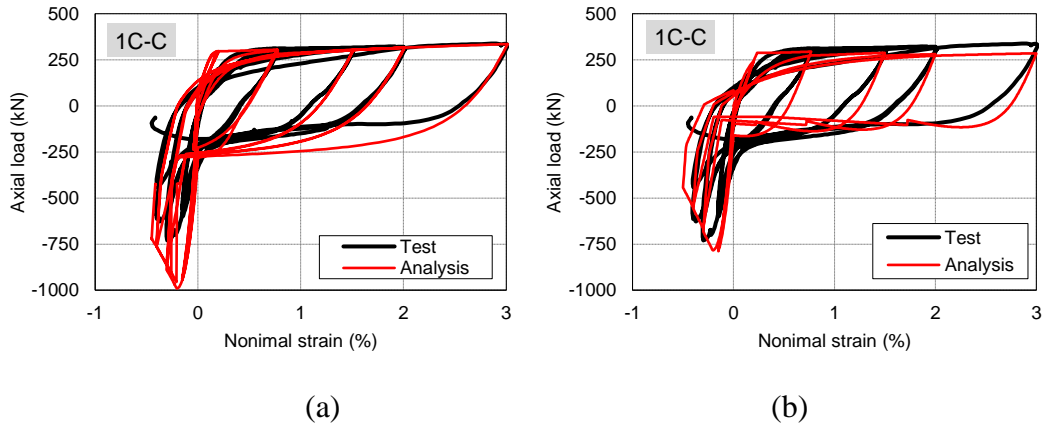 500
250
0
-250
-500
-750
-1000
Axial load (kN)
1C-C
Test
Analysis
-1 0 1 2 3
Nonimal strain (%)
(a)
500
250
0
-250
-500
-750
-1000
Axial load (kN)
1C-C
Test
Analysis
-1 0 1 2 3
Nonimal strain (%)
(b)